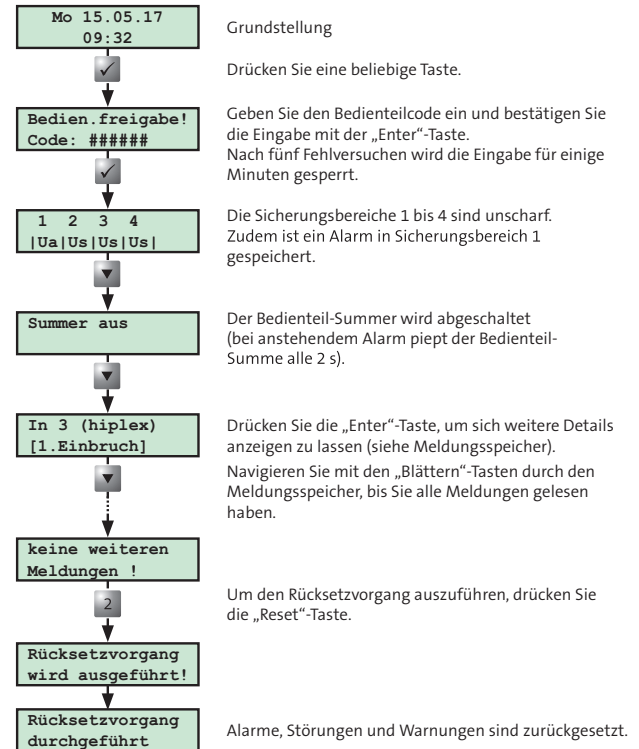 Mo 15.05.17
09:32
Grundstellung
Drücken Sie eine beliebige Taste.
Bedien.freigabe!
Code: ######
Geben Sie den Bedienteilcode ein und bestätigen Sie
die Eingabe mit der „Enter“-Taste.
Nach fünf Fehlversuchen wird die Eingabe für einige
Minuten gesperrt.
1 2 3 4
|Ua|Us|Us|Us|
Die Sicherungsbereiche 1 bis 4 sind unscharf.
Zudem ist ein Alarm in Sicherungsbereich 1
gespeichert.
Summer aus
Der Bedienteil-Summer wird abgeschaltet
(bei anstehendem Alarm piept der Bedienteil-
Summe alle 2 s).
In 3 (hiplex)
[1.Einbruch]
Drücken Sie die „Enter“-Taste, um sich weitere Details
anzeigen zu lassen (siehe Meldungsspeicher).
Navigieren Sie mit den „Blättern“-Tasten durch den
Meldungsspeicher, bis Sie alle Meldungen gelesen
haben.
keine weiteren
Meldungen !
2
Um den Rücksetzvorgang auszuführen, drücken Sie
die „Reset“-Taste.
Rücksetzvorgang
wird ausgeführt!
Rücksetzvorgang
durchgeführt
Alarme, Störungen und Warnungen sind zurückgesetzt.